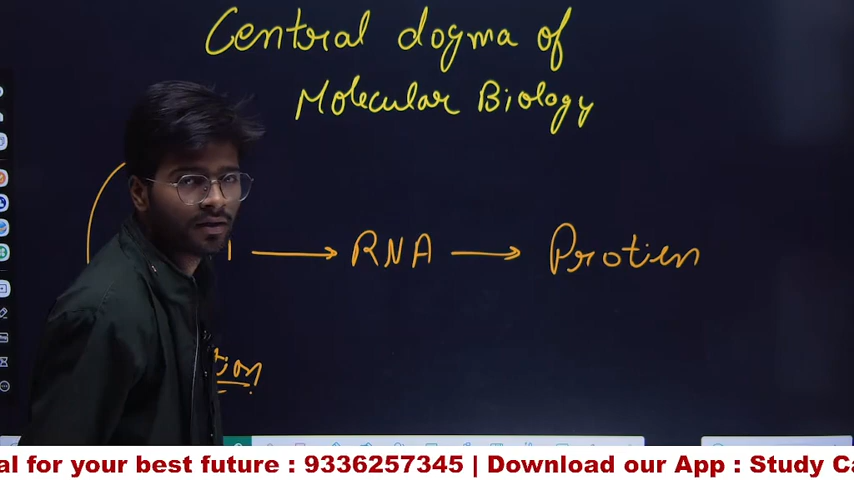 Central dogma of
Molecular Biology
→ RNA → Protien
al for your best future : 9336257345 | Download our App : Study Ca